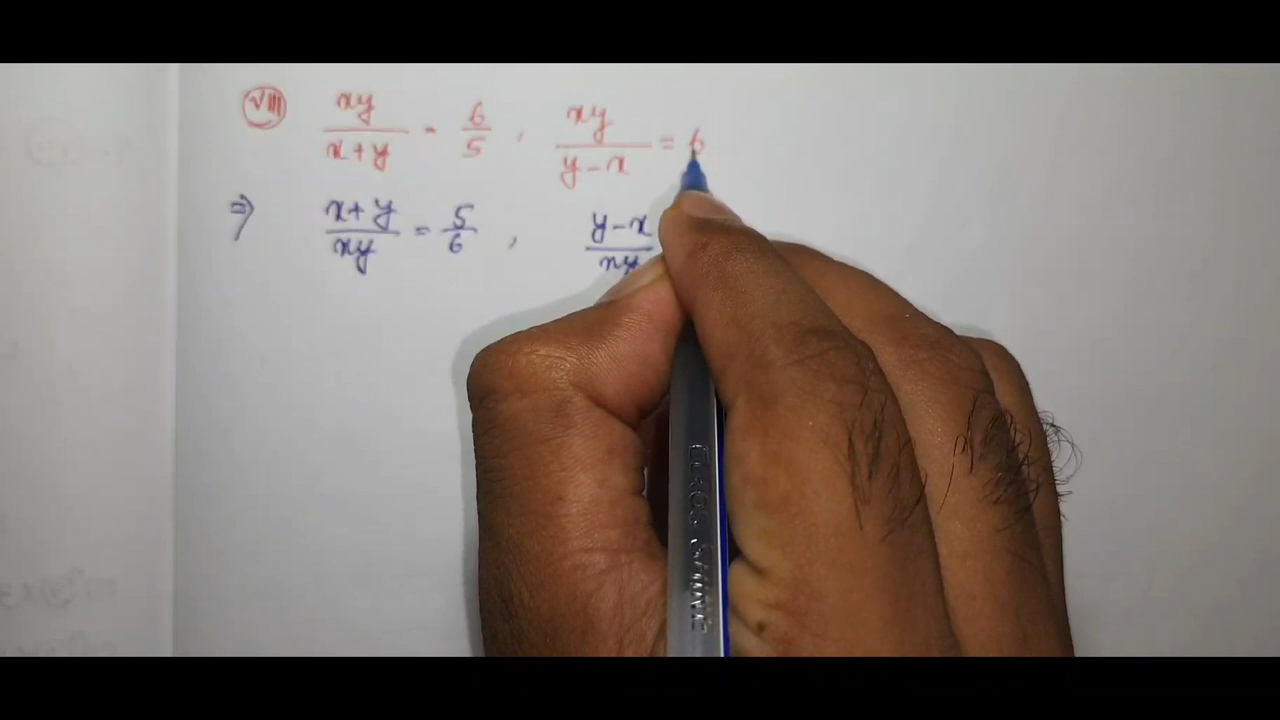 (VIII) xy/(x+y) = 6/5, xy/(y-x) = 6
⇒ (x+y)/xy = 5/6, (y-x)/xy